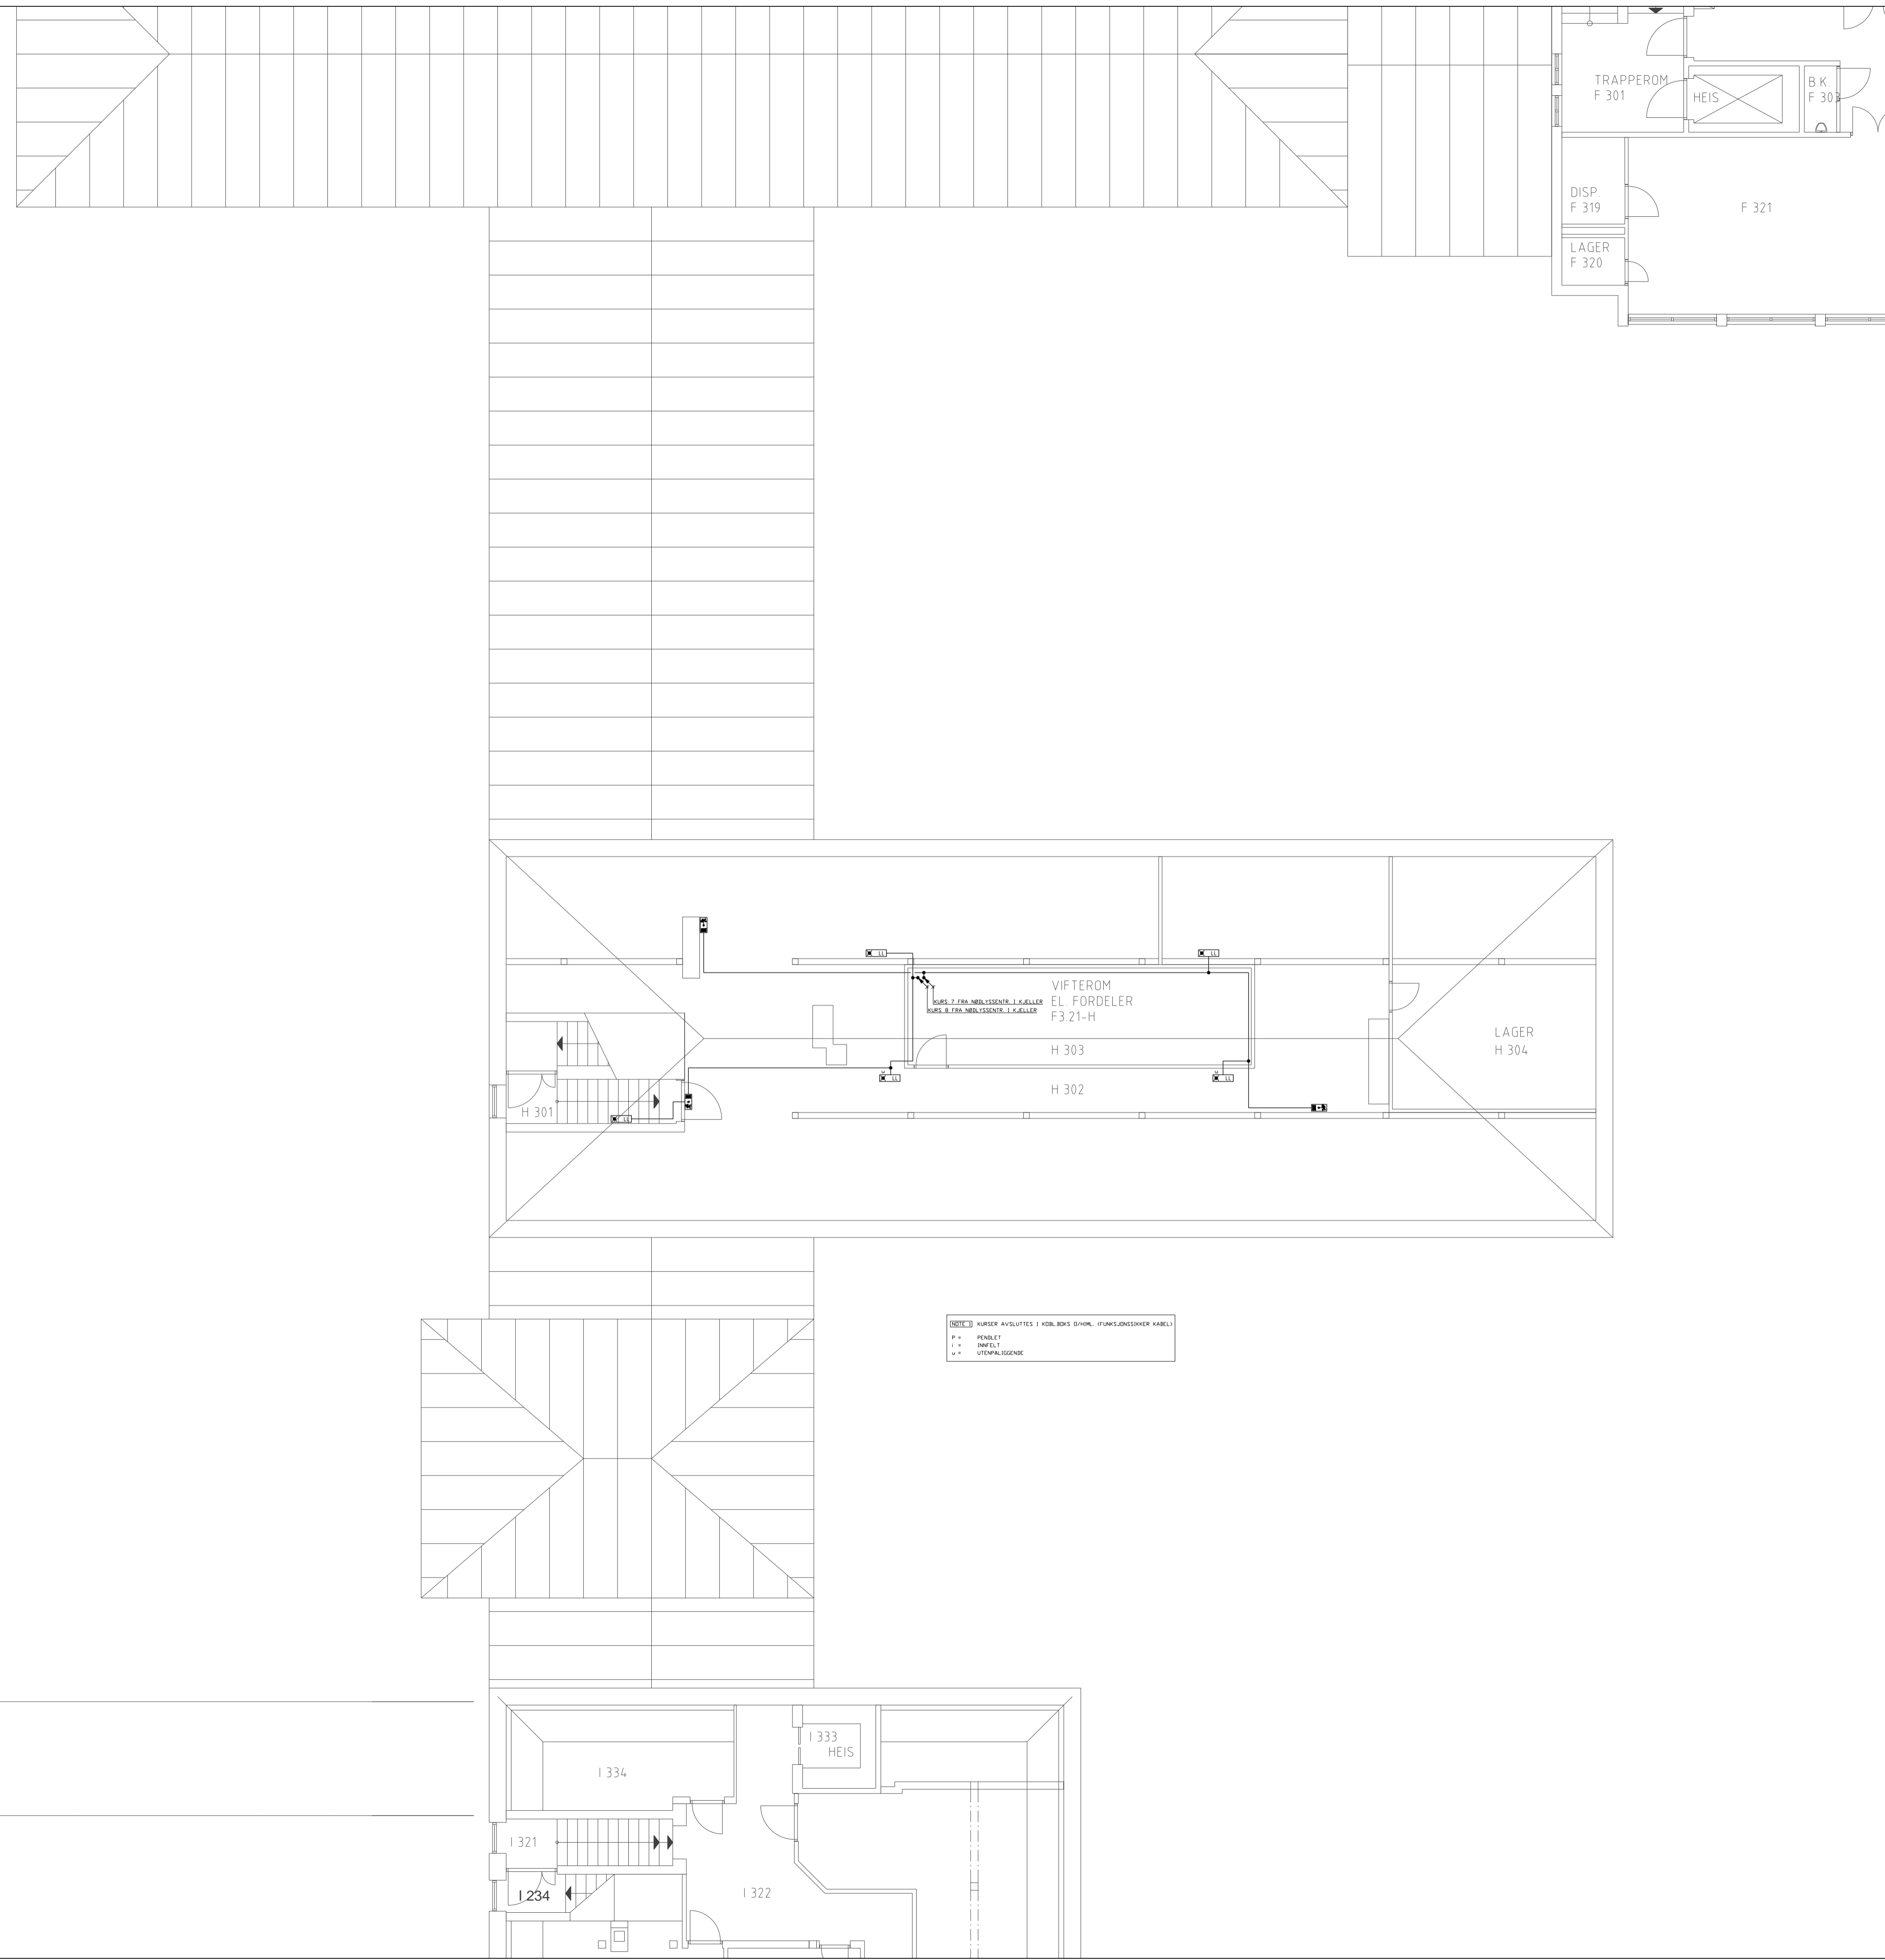 TRAPPEROM
F 301
HEIS
B.K.
F 303
DISP.
F 319
F 321
LAGER
F 320
LL
LL
VIFTEROM
EL. FORDELER
F3.21-H
KURS 7 FRA NØDLYSSENTR. I KJELLER
KURS 8 FRA NØDLYSSENTR. I KJELLER
LAGER
H 304
H 303
u
LL
u
LL
H 302
H 301
LL
NOTE 1 KURSER AVSLUTTES I KOBL.BOKS O/HIML. (FUNKSJONSSIKKER KABEL)
P = PENDLET
i = INNFELT
u = UTENPÅLIGGENDE
I 333
HEIS
I 334
I 321
I 322
I 234